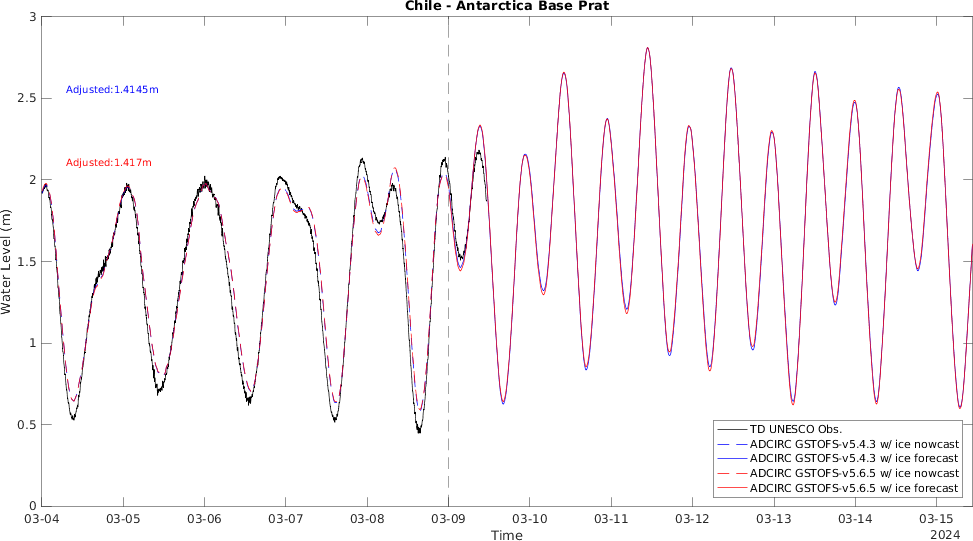 Chile - Antarctica Base Prat
3
2.5
2
1.5
1
0.5
0
Water Level (m)
Adjusted:1.4145m
Adjusted:1.417m
TD UNESCO Obs.
ADCIRC GSTOFS-v5.4.3 w/ ice nowcast
ADCIRC GSTOFS-v5.4.3 w/ ice forecast
ADCIRC GSTOFS-v5.6.5 w/ ice nowcast
ADCIRC GSTOFS-v5.6.5 w/ ice forecast
03-04 03-05 03-06 03-07 03-08 03-09 03-10 03-11 03-12 03-13 03-14 03-15
2024
Time